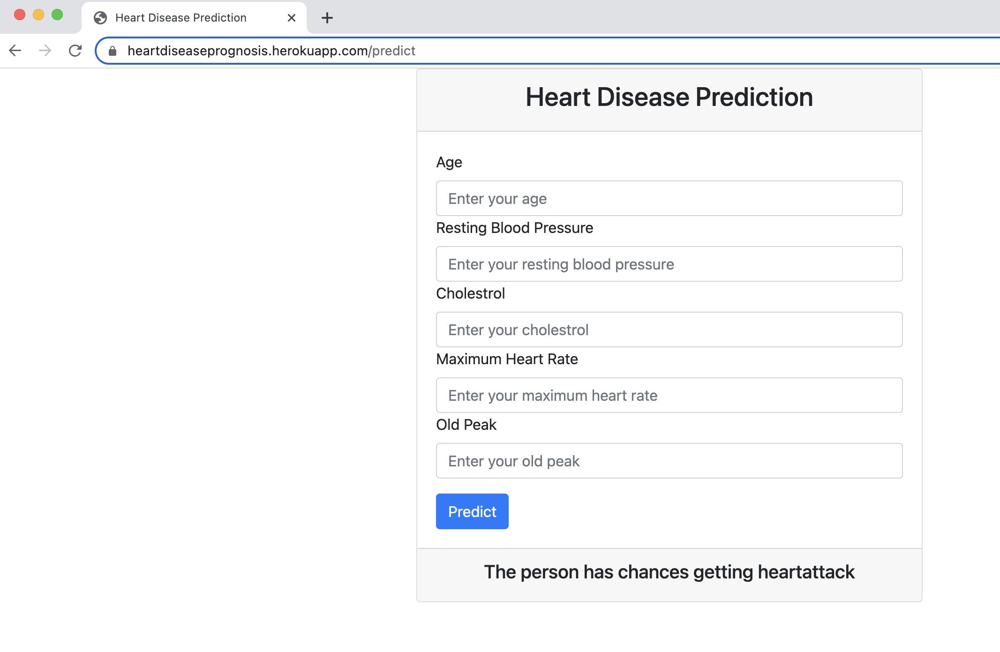 Heart Disease Prediction
heartdiseaseprognosis.herokuapp.com/predict
Heart Disease Prediction
Age
Enter your age
Resting Blood Pressure
Enter your resting blood pressure
Cholestrol
Enter your cholestrol
Maximum Heart Rate
Enter your maximum heart rate
Old Peak
Enter your old peak
Predict
The person has chances getting heartattack